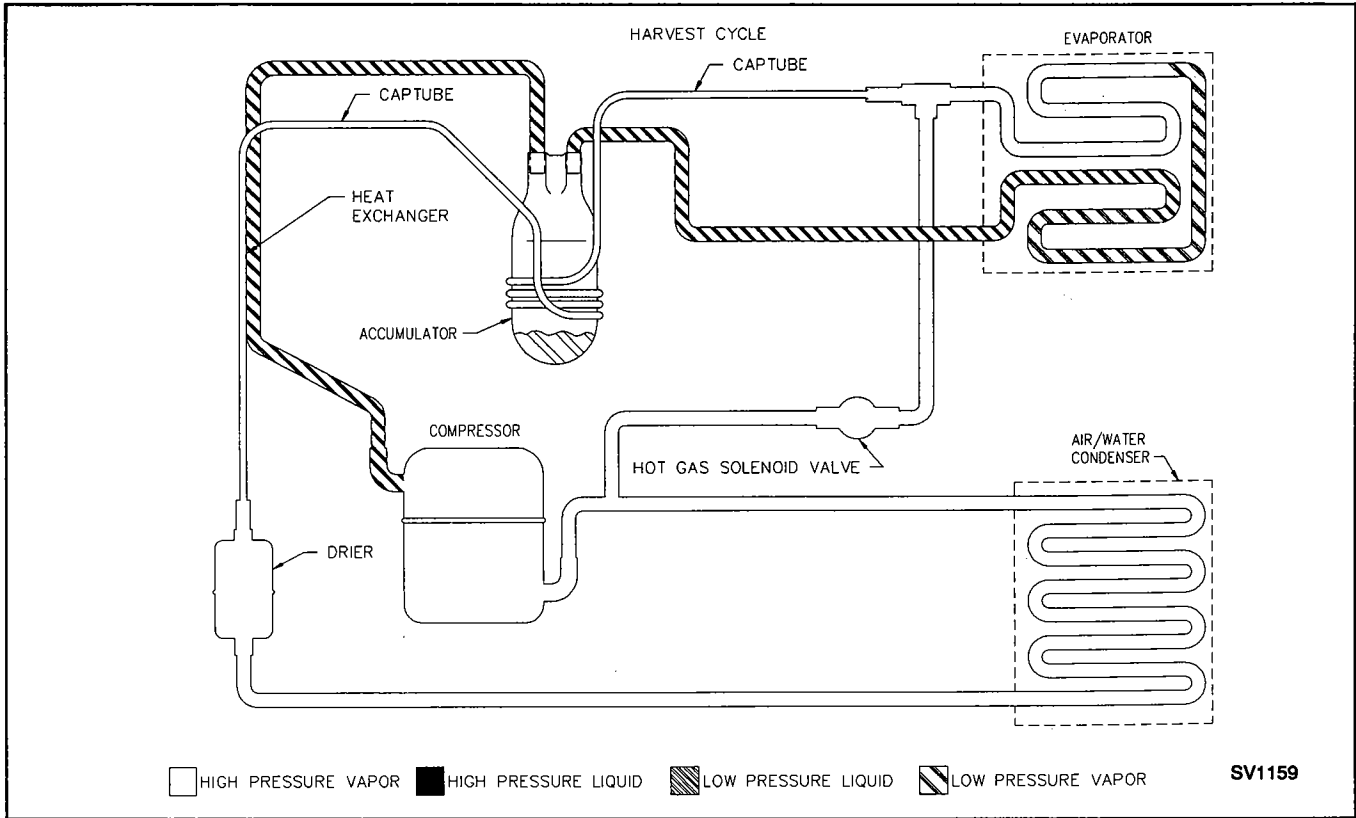 HARVEST CYCLE
EVAPORATOR
CAPTUBE
CAPTUBE
HEAT
EXCHANGER
ACCUMULATOR
COMPRESSOR
HOT GAS SOLENOID VALVE
AIR/WATER
CONDENSER
DRIER
HIGH PRESSURE VAPOR
HIGH PRESSURE LIQUID
LOW PRESSURE LIQUID
LOW PRESSURE VAPOR
SV1159